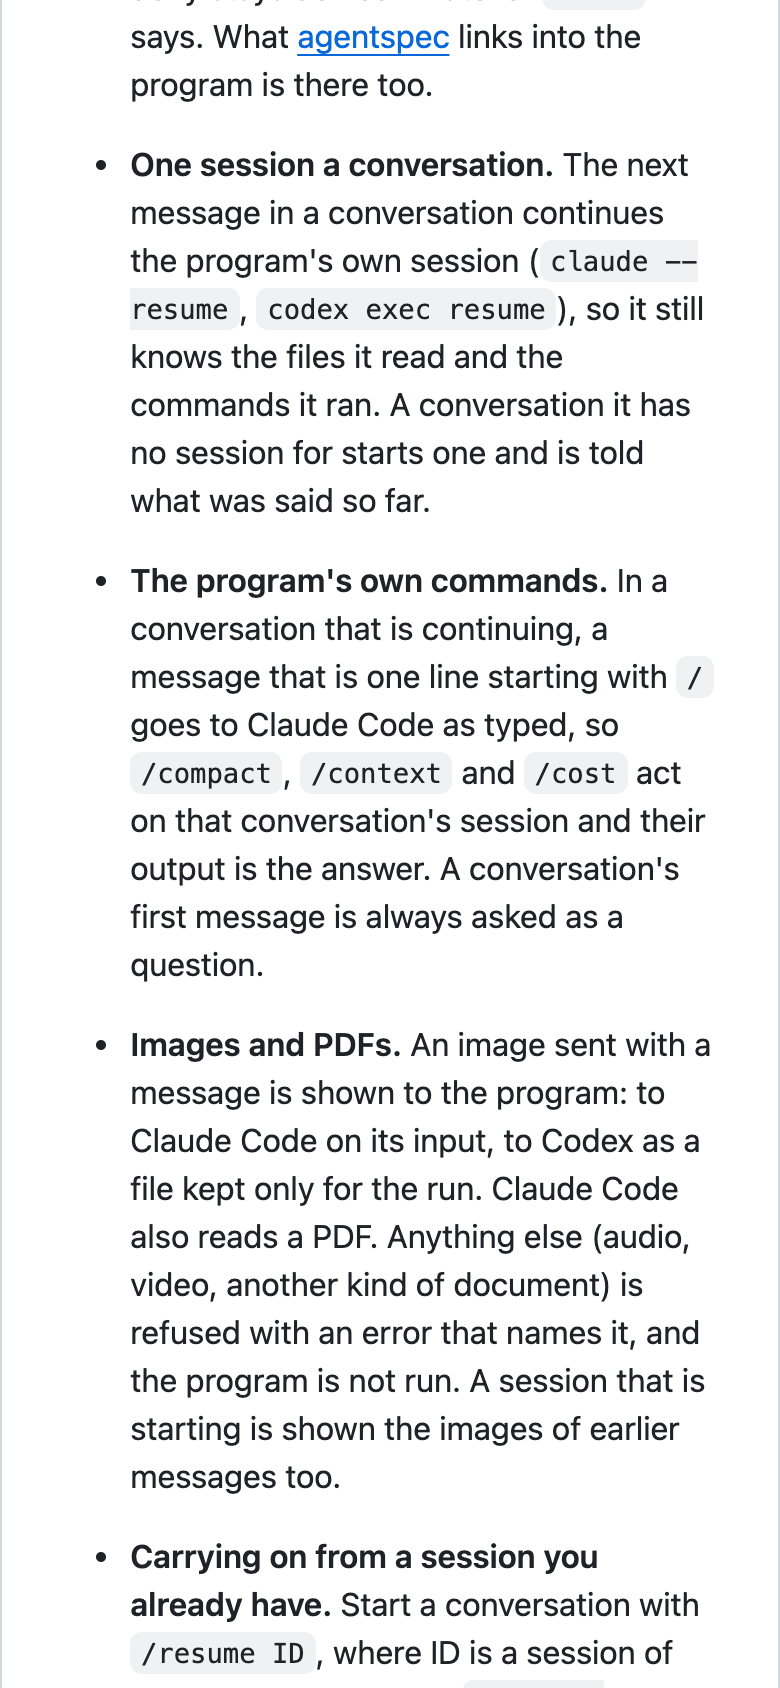 says. What agentspec links into the
program is there too.
• One session a conversation. The next
message in a conversation continues
the program's own session ( claude --
resume , codex exec resume ), so it still
knows the files it read and the
commands it ran. A conversation it has
no session for starts one and is told
what was said so far.
• The program's own commands. In a
conversation that is continuing, a
message that is one line starting with /
goes to Claude Code as typed, so
/compact , /context and /cost act
on that conversation's session and their
output is the answer. A conversation's
first message is always asked as a
question.
• Images and PDFs. An image sent with a
message is shown to the program: to
Claude Code on its input, to Codex as a
file kept only for the run. Claude Code
also reads a PDF. Anything else (audio,
video, another kind of document) is
refused with an error that names it, and
the program is not run. A session that is
starting is shown the images of earlier
messages too.
• Carrying on from a session you
already have. Start a conversation with
/resume ID , where ID is a session of